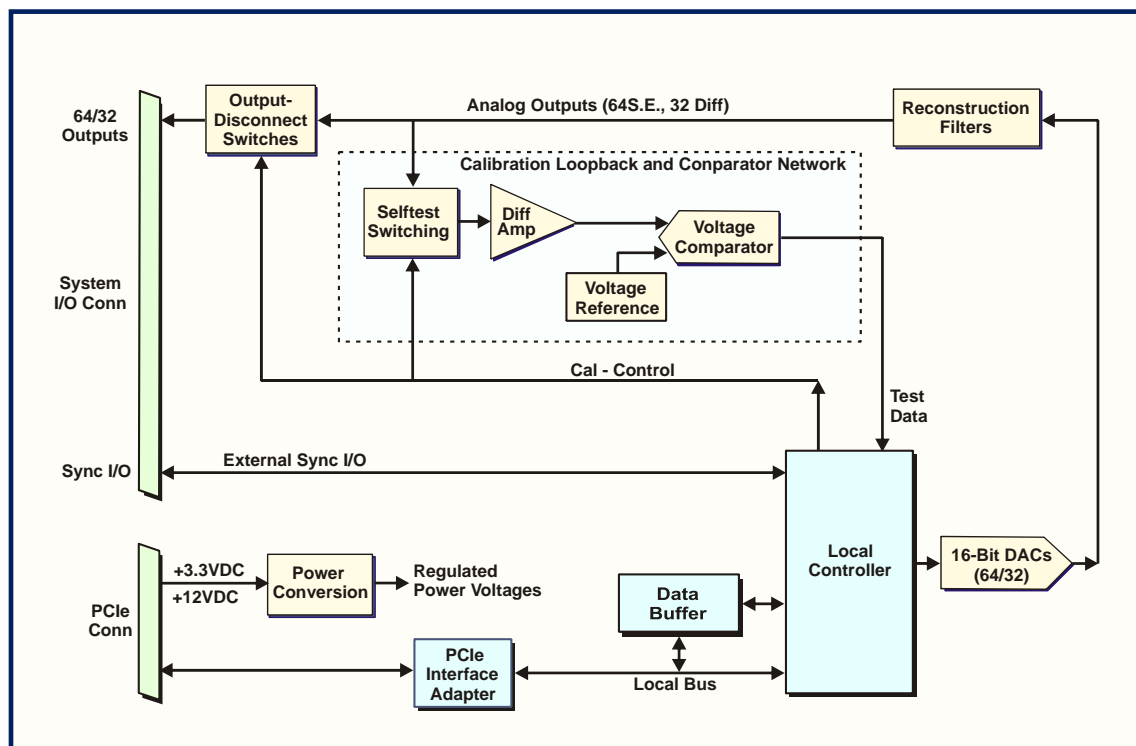 64/32
Outputs
Output-
Disconnect
Switches
Analog Outputs (64S.E., 32 Diff)
Reconstruction
Filters
Calibration Loopback and Conparator Network
Selftest
Switching
Diff
Amp
Voltage
Comparator
Voltage
Reference
System
I/O Conn
Cal - Control
Test
Data
Sync I/O
External Sync I/O
Local
Controller
16-Bit DACs
(64/32)
+3.3VDC
+12VDC
Power
Conversion
Regulated
Power Voltages
PCIe
Conn
Data
Buffer
PCIe
Interface
Adapter
Local Bus